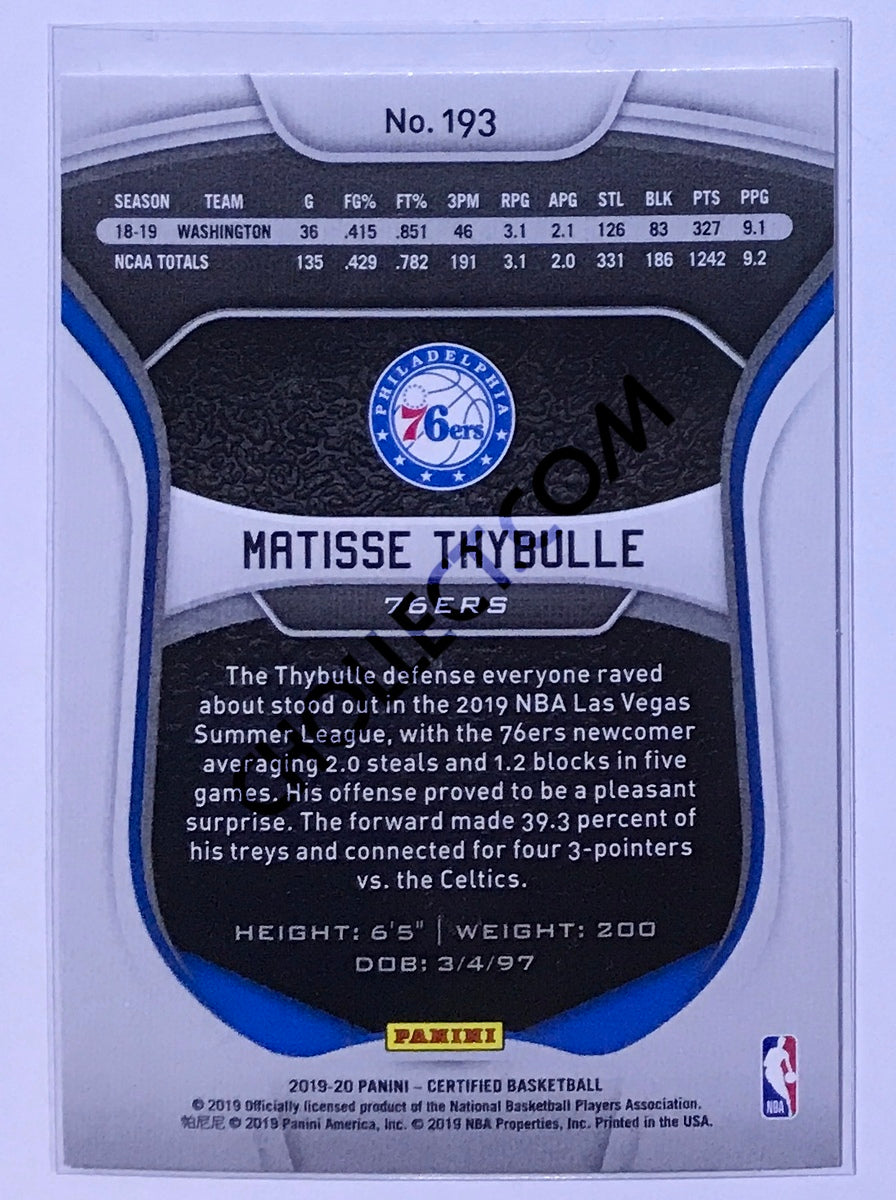 No. 193
SEASON TEAM G FG% FT% 3PM RPG APG STL BLK PTS PPG
18-19 WASHINGTON 36 .415 .851 46 3.1 2.1 126 83 327 9.1
NCAA TOTALS 135 .429 .782 191 3.1 2.0 331 186 1242 9.2
PHILADELPHIA
76ers
MATISSE THYBULLE
76ERS
CHOLLECT.COM
The Thybulle defense everyone raved
about stood out in the 2019 NBA Las Vegas
Summer League, with the 76ers newcomer
averaging 2.0 steals and 1.2 blocks in five
games. His offense proved to be a pleasant
surprise. The forward made 39.3 percent of
his treys and connected for four 3-pointers
vs. the Celtics.
HEIGHT: 6'5" | WEIGHT: 200
DOB: 3/4/97
PANINI
2019-20 PANINI – CERTIFIED BASKETBALL
© 2019 Officially licensed product of the National Basketball Players Association.
帕尼尼 © 2019 Panini America, Inc. © 2019 NBA Properties, Inc. Printed in the USA.
NBA